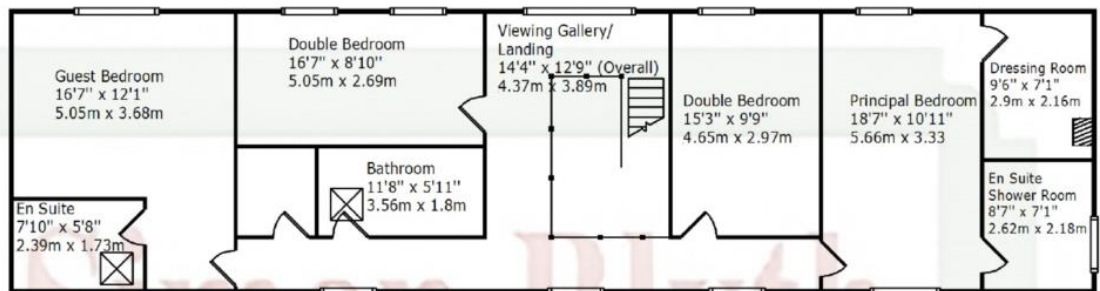 Guest Bedroom
16'7" x 12'1"
5.05m x 3.68m
Double Bedroom
16'7" x 8'10"
5.05m x 2.69m
Viewing Gallery/
Landing
14'4" x 12'9" (Overall)
4.37m x 3.89m
Double Bedroom
15'3" x 9'9"
4.65m x 2.97m
Principal Bedroom
18'7" x 10'11"
5.66m x 3.33
Dressing Room
9'6" x 7'1"
2.9m x 2.16m
Bathroom
11'8" x 5'11"
3.56m x 1.8m
En Suite
7'10" x 5'8"
2.39m x 1.73m
En Suite
Shower Room
8'7" x 7'1"
2.62m x 2.18m